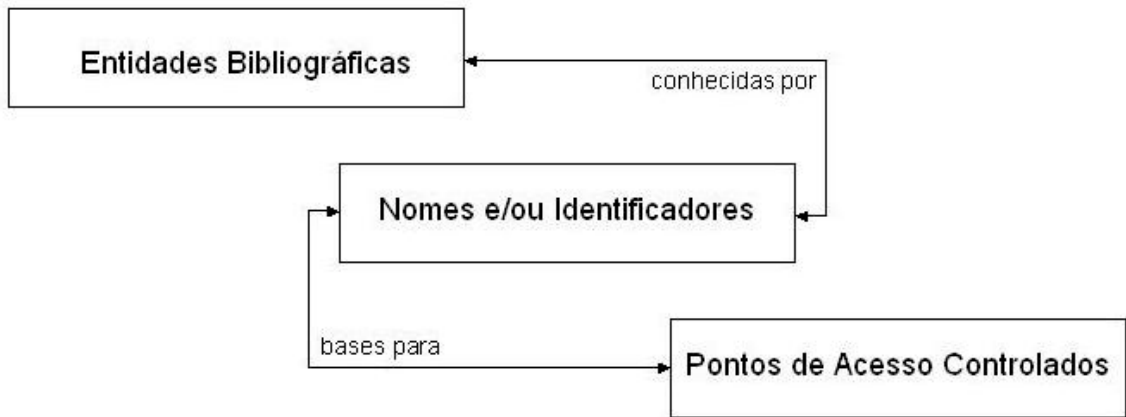 Entidades Bibliográficas
conhecidas por
Nomes e/ou Identificadores
bases para
Pontos de Acesso Controlados